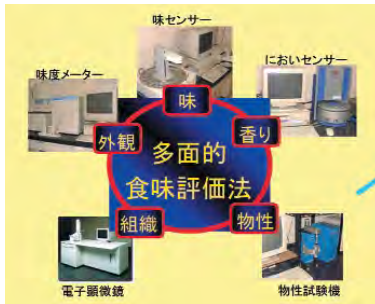 味センサー
味度メーター
においセンサー
味
外観
香り
多面的
食味評価法
組織
物性
電子顕微鏡
物性試験機